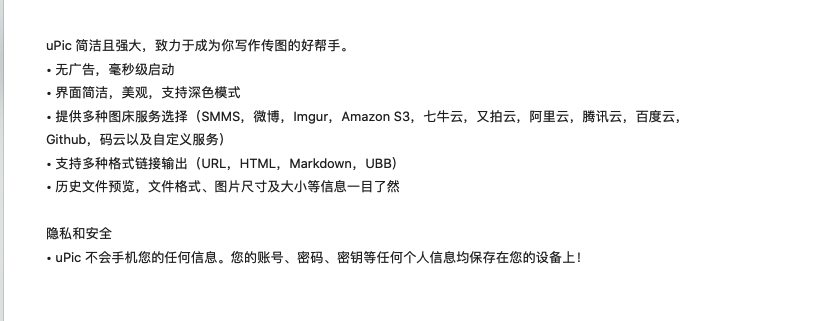 uPic 简洁且强大，致力于成为你写作传图的好帮手。
• 无广告，毫秒级启动
• 界面简洁，美观，支持深色模式
• 提供多种图床服务选择（SMMS，微博，Imgur，Amazon S3，七牛云，又拍云，阿里云，腾讯云，百度云，
Github，码云以及自定义服务）
• 支持多种格式链接输出（URL，HTML，Markdown，UBB）
• 历史文件预览，文件格式、图片尺寸及大小等信息一目了然
隐私和安全
• uPic 不会手机您的任何信息。您的账号、密码、密钥等任何个人信息均保存在您的设备上！